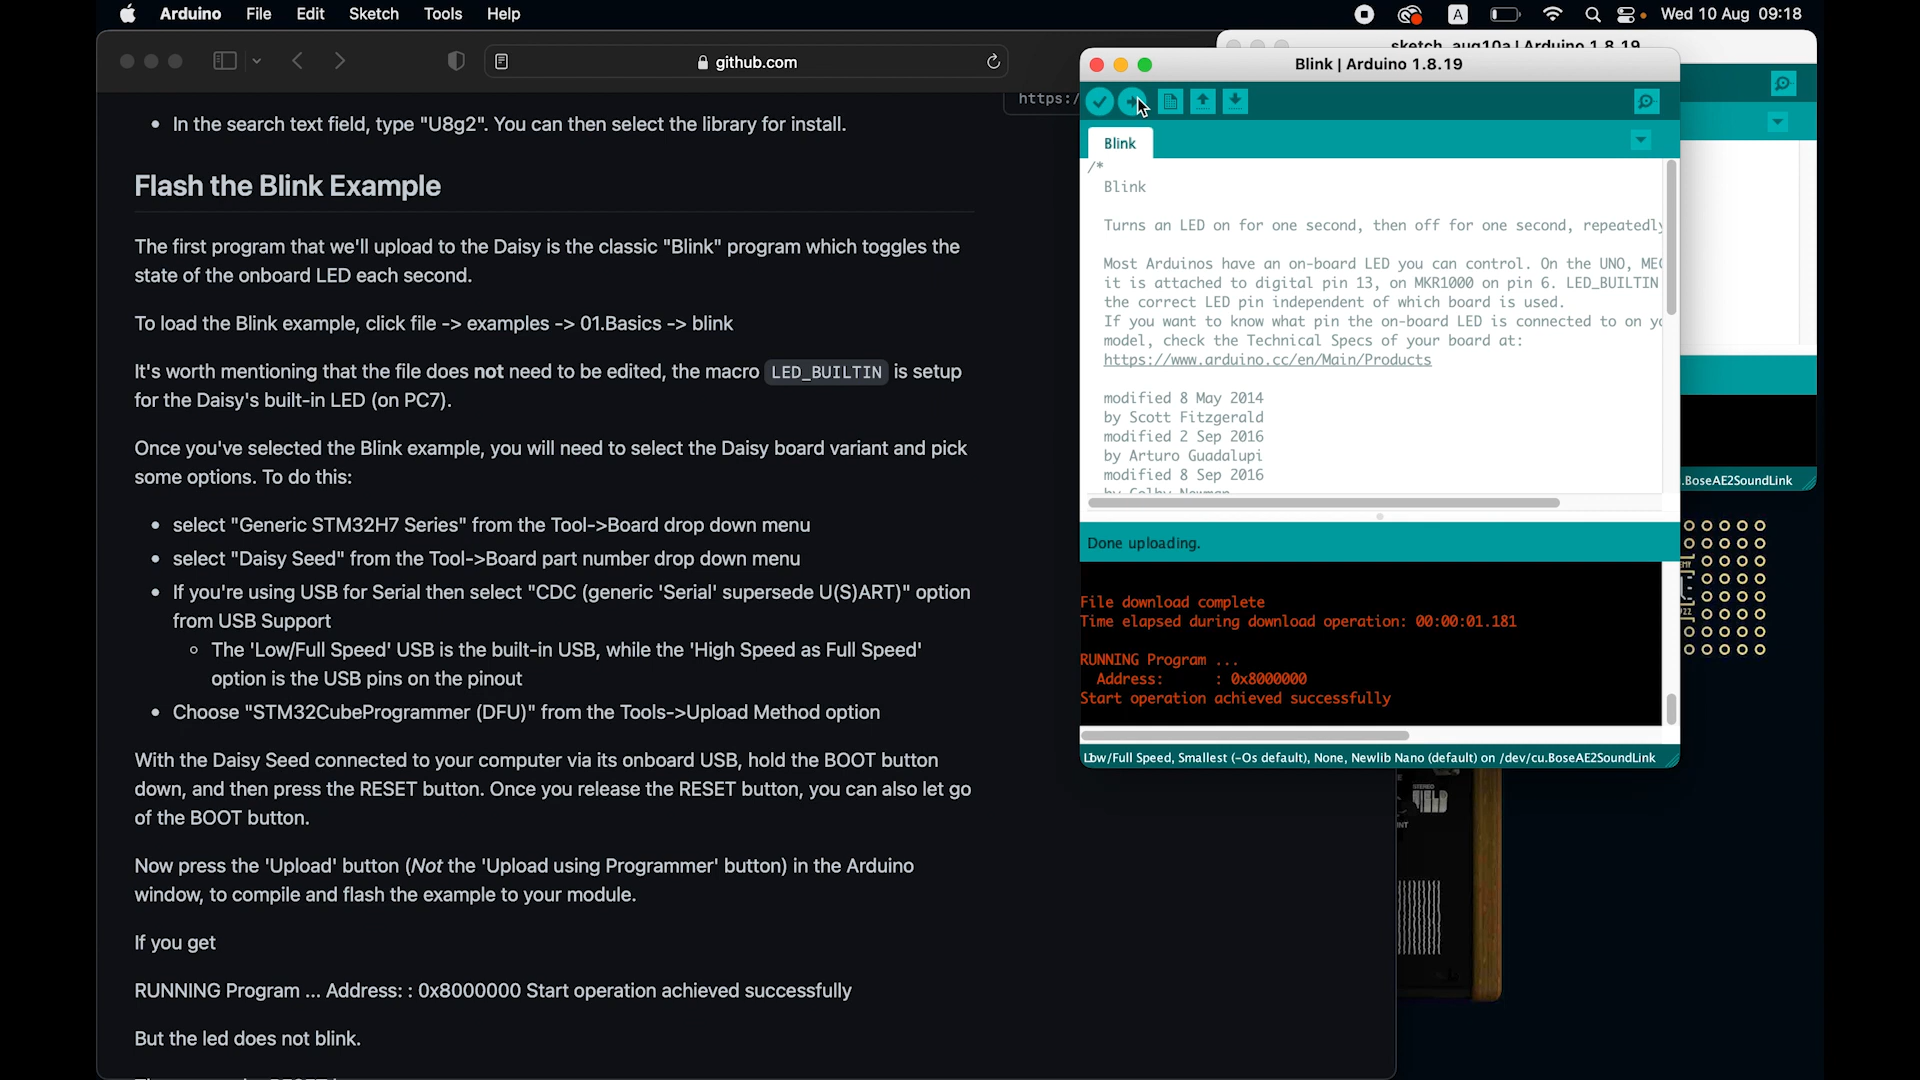 Arduino File Edit Sketch Tools Help
A
Wed 10 Aug 09:18
github.com
https:/
In the search text field, type "U8g2". You can then select the library for install.
Flash the Blink Example
The first program that we'll upload to the Daisy is the classic "Blink" program which toggles the
state of the onboard LED each second.
To load the Blink example, click file -> examples -> 01.Basics -> blink
It's worth mentioning that the file does not need to be edited, the macro LED_BUILTIN is setup
for the Daisy's built-in LED (on PC7).
Once you've selected the Blink example, you will need to select the Daisy board variant and pick
some options. To do this:
select "Generic STM32H7 Series" from the Tool->Board drop down menu
select "Daisy Seed" from the Tool->Board part number drop down menu
If you're using USB for Serial then select "CDC (generic 'Serial' supersede U(S)ART)" option
from USB Support
The 'Low/Full Speed' USB is the built-in USB, while the 'High Speed as Full Speed'
option is the USB pins on the pinout
Choose "STM32CubeProgrammer (DFU)" from the Tools->Upload Method option
With the Daisy Seed connected to your computer via its onboard USB, hold the BOOT button
down, and then press the RESET button. Once you release the RESET button, you can also let go
of the BOOT button.
Now press the 'Upload' button (Not the 'Upload using Programmer' button) in the Arduino
window, to compile and flash the example to your module.
If you get
RUNNING Program ... Address: : 0x8000000 Start operation achieved successfully
But the led does not blink.
sketch_aug10a | Arduino 1.8.19
Blink | Arduino 1.8.19
Blink
/*
Blink
Turns an LED on for one second, then off for one second, repeatedly
Most Arduinos have an on-board LED you can control. On the UNO, ME
it is attached to digital pin 13, on MKR1000 on pin 6. LED_BUILTIN
the correct LED pin independent of which board is used.
If you want to know what pin the on-board LED is connected to on yo
model, check the Technical Specs of your board at:
https://www.arduino.cc/en/Main/Products
modified 8 May 2014
by Scott Fitzgerald
modified 2 Sep 2016
by Arturo Guadalupi
modified 8 Sep 2016
by Colby Newman
Done uploading.
File download complete
Time elapsed during download operation: 00:00:01.181
RUNNING Program ...
Address: : 0x8000000
Start operation achieved successfully
Low/Full Speed, Smallest (-Os default), None, Newlib Nano (default) on /dev/cu.BoseAE2SoundLink
.BoseAE2SoundLink
STEREO